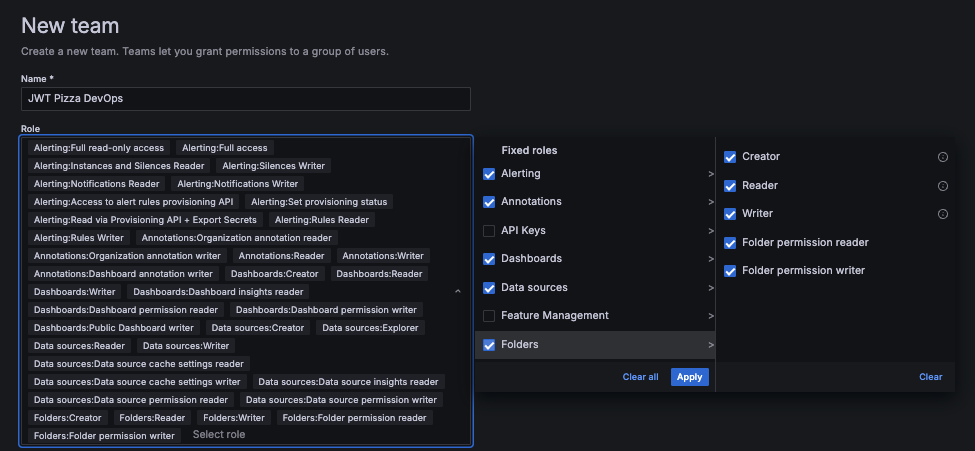 New team
Create a new team. Teams let you grant permissions to a group of users.
Name *
JWT Pizza DevOps
Role
Alerting:Full read-only access Alerting:Full access
Alerting:Instances and Silences Reader Alerting:Silences Writer
Alerting:Notifications Reader Alerting:Notifications Writer
Alerting:Access to alert rules provisioning API Alerting:Set provisioning status
Alerting:Read via Provisioning API + Export Secrets Alerting:Rules Reader
Alerting:Rules Writer Annotations:Organization annotation reader
Annotations:Organization annotation writer Annotations:Reader Annotations:Writer
Annotations:Dashboard annotation writer Dashboards:Creator Dashboards:Reader
Dashboards:Writer Dashboards:Dashboard insights reader
Dashboards:Dashboard permission reader Dashboards:Dashboard permission writer
Dashboards:Public Dashboard writer Data sources:Creator Data sources:Explorer
Data sources:Reader Data sources:Writer
Data sources:Data source cache settings reader
Data sources:Data source cache settings writer Data sources:Data source insights reader
Data sources:Data source permission reader Data sources:Data source permission writer
Folders:Creator Folders:Reader Folders:Writer Folders:Folder permission reader
Folders:Folder permission writer Select role
Fixed roles
Alerting >
Annotations >
API Keys >
Dashboards >
Data sources >
Feature Management >
Folders >
Clear all Apply
Creator
Reader
Writer
Folder permission reader
Folder permission writer
Clear